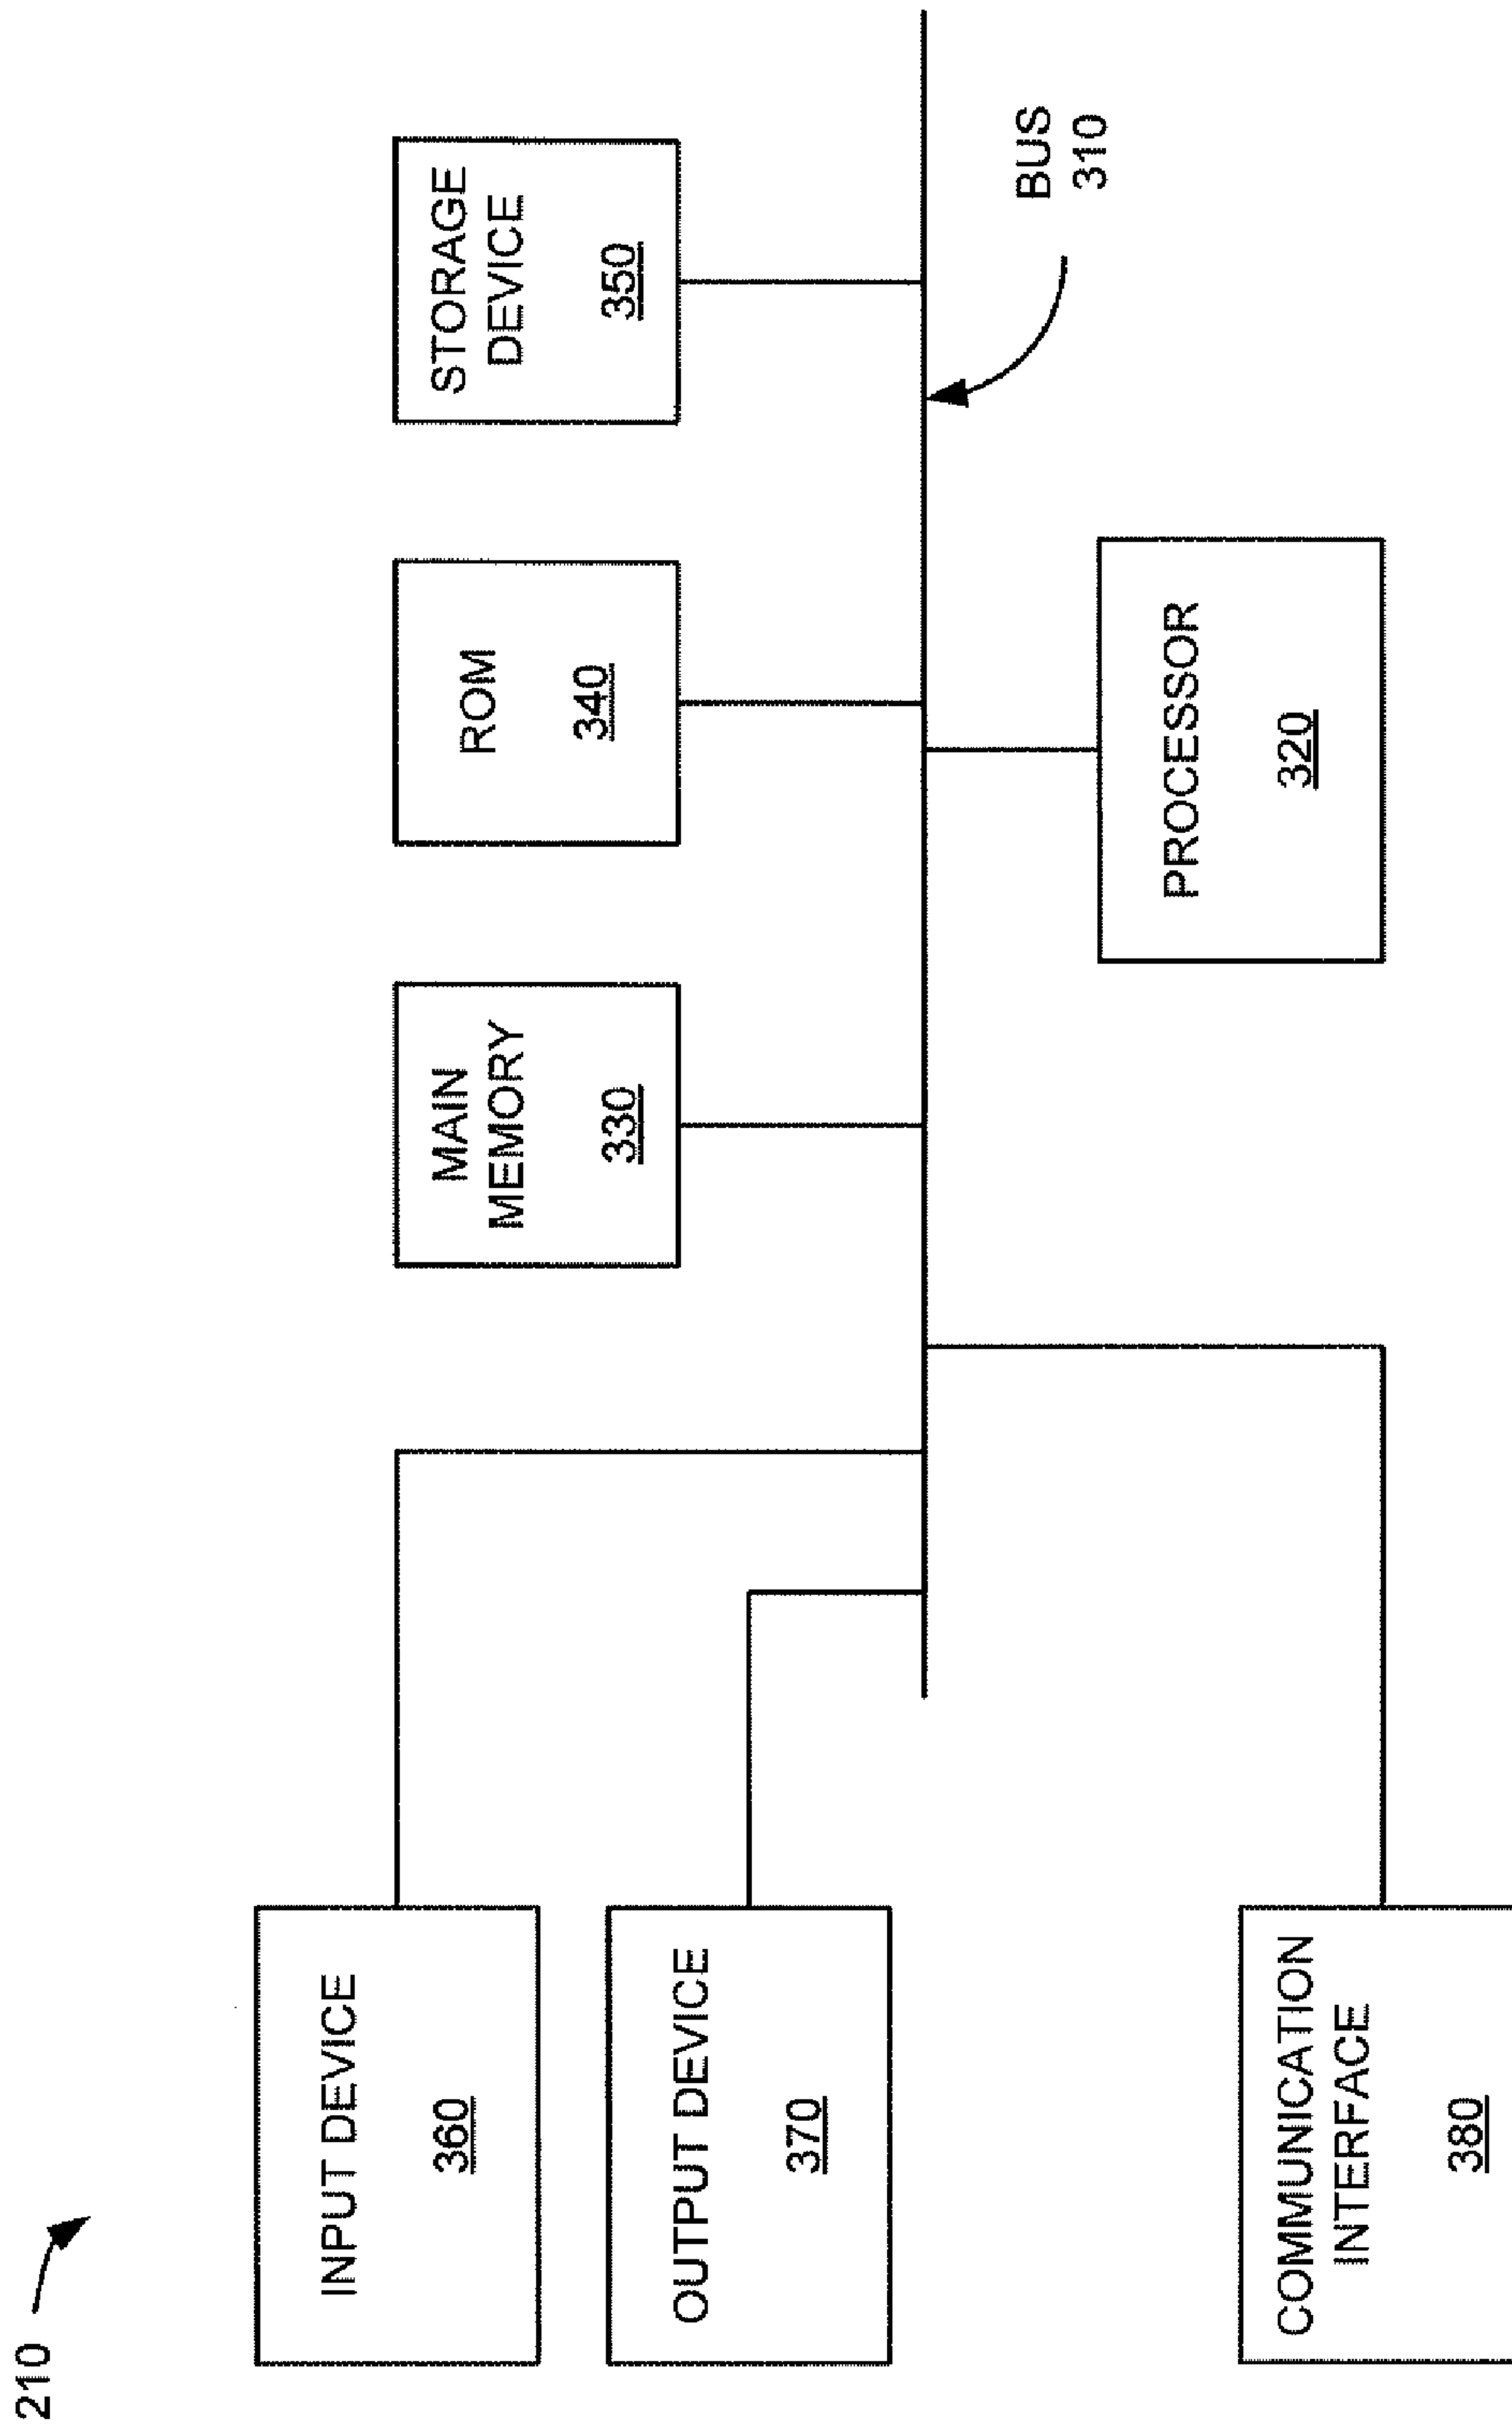 210
INPUT DEVICE
360
OUTPUT DEVICE
370
COMMUNICATION
INTERFACE
380
MAIN
MEMORY
330
ROM
340
STORAGE
DEVICE
350
PROCESSOR
320
BUS
310